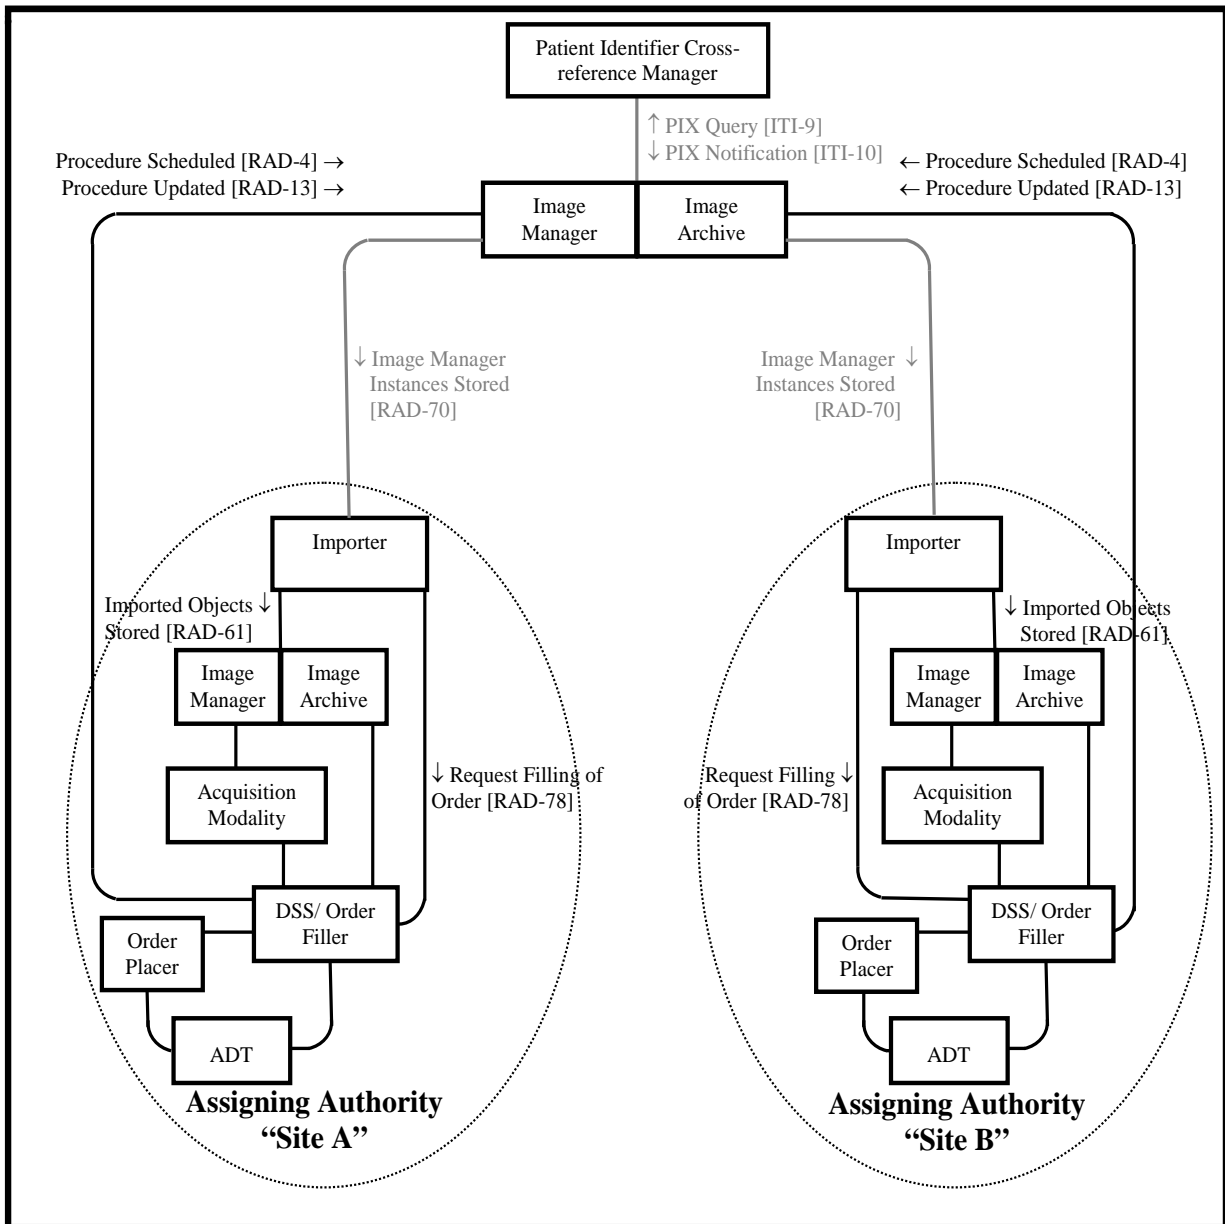 Patient Identifier Cross-
reference Manager
↑ PIX Query [ITI-9]
↓ PIX Notification [ITI-10]
Procedure Scheduled [RAD-4] →
Procedure Updated [RAD-13] →
← Procedure Scheduled [RAD-4]
← Procedure Updated [RAD-13]
Image
Manager
Image
Archive
↓ Image Manager
Instances Stored
[RAD-70]
Image Manager ↓
Instances Stored
[RAD-70]
Importer
Imported Objects ↓
Stored [RAD-61]
Image
Manager
Image
Archive
Acquisition
Modality
↓ Request Filling of
Order [RAD-78]
DSS/ Order
Filler
Order
Placer
ADT
Assigning Authority
“Site A”
Importer
↓ Imported Objects
Stored [RAD-61]
Image
Manager
Image
Archive
Request Filling ↓
of Order [RAD-78]
Acquisition
Modality
DSS/ Order
Filler
Order
Placer
ADT
Assigning Authority
“Site B”